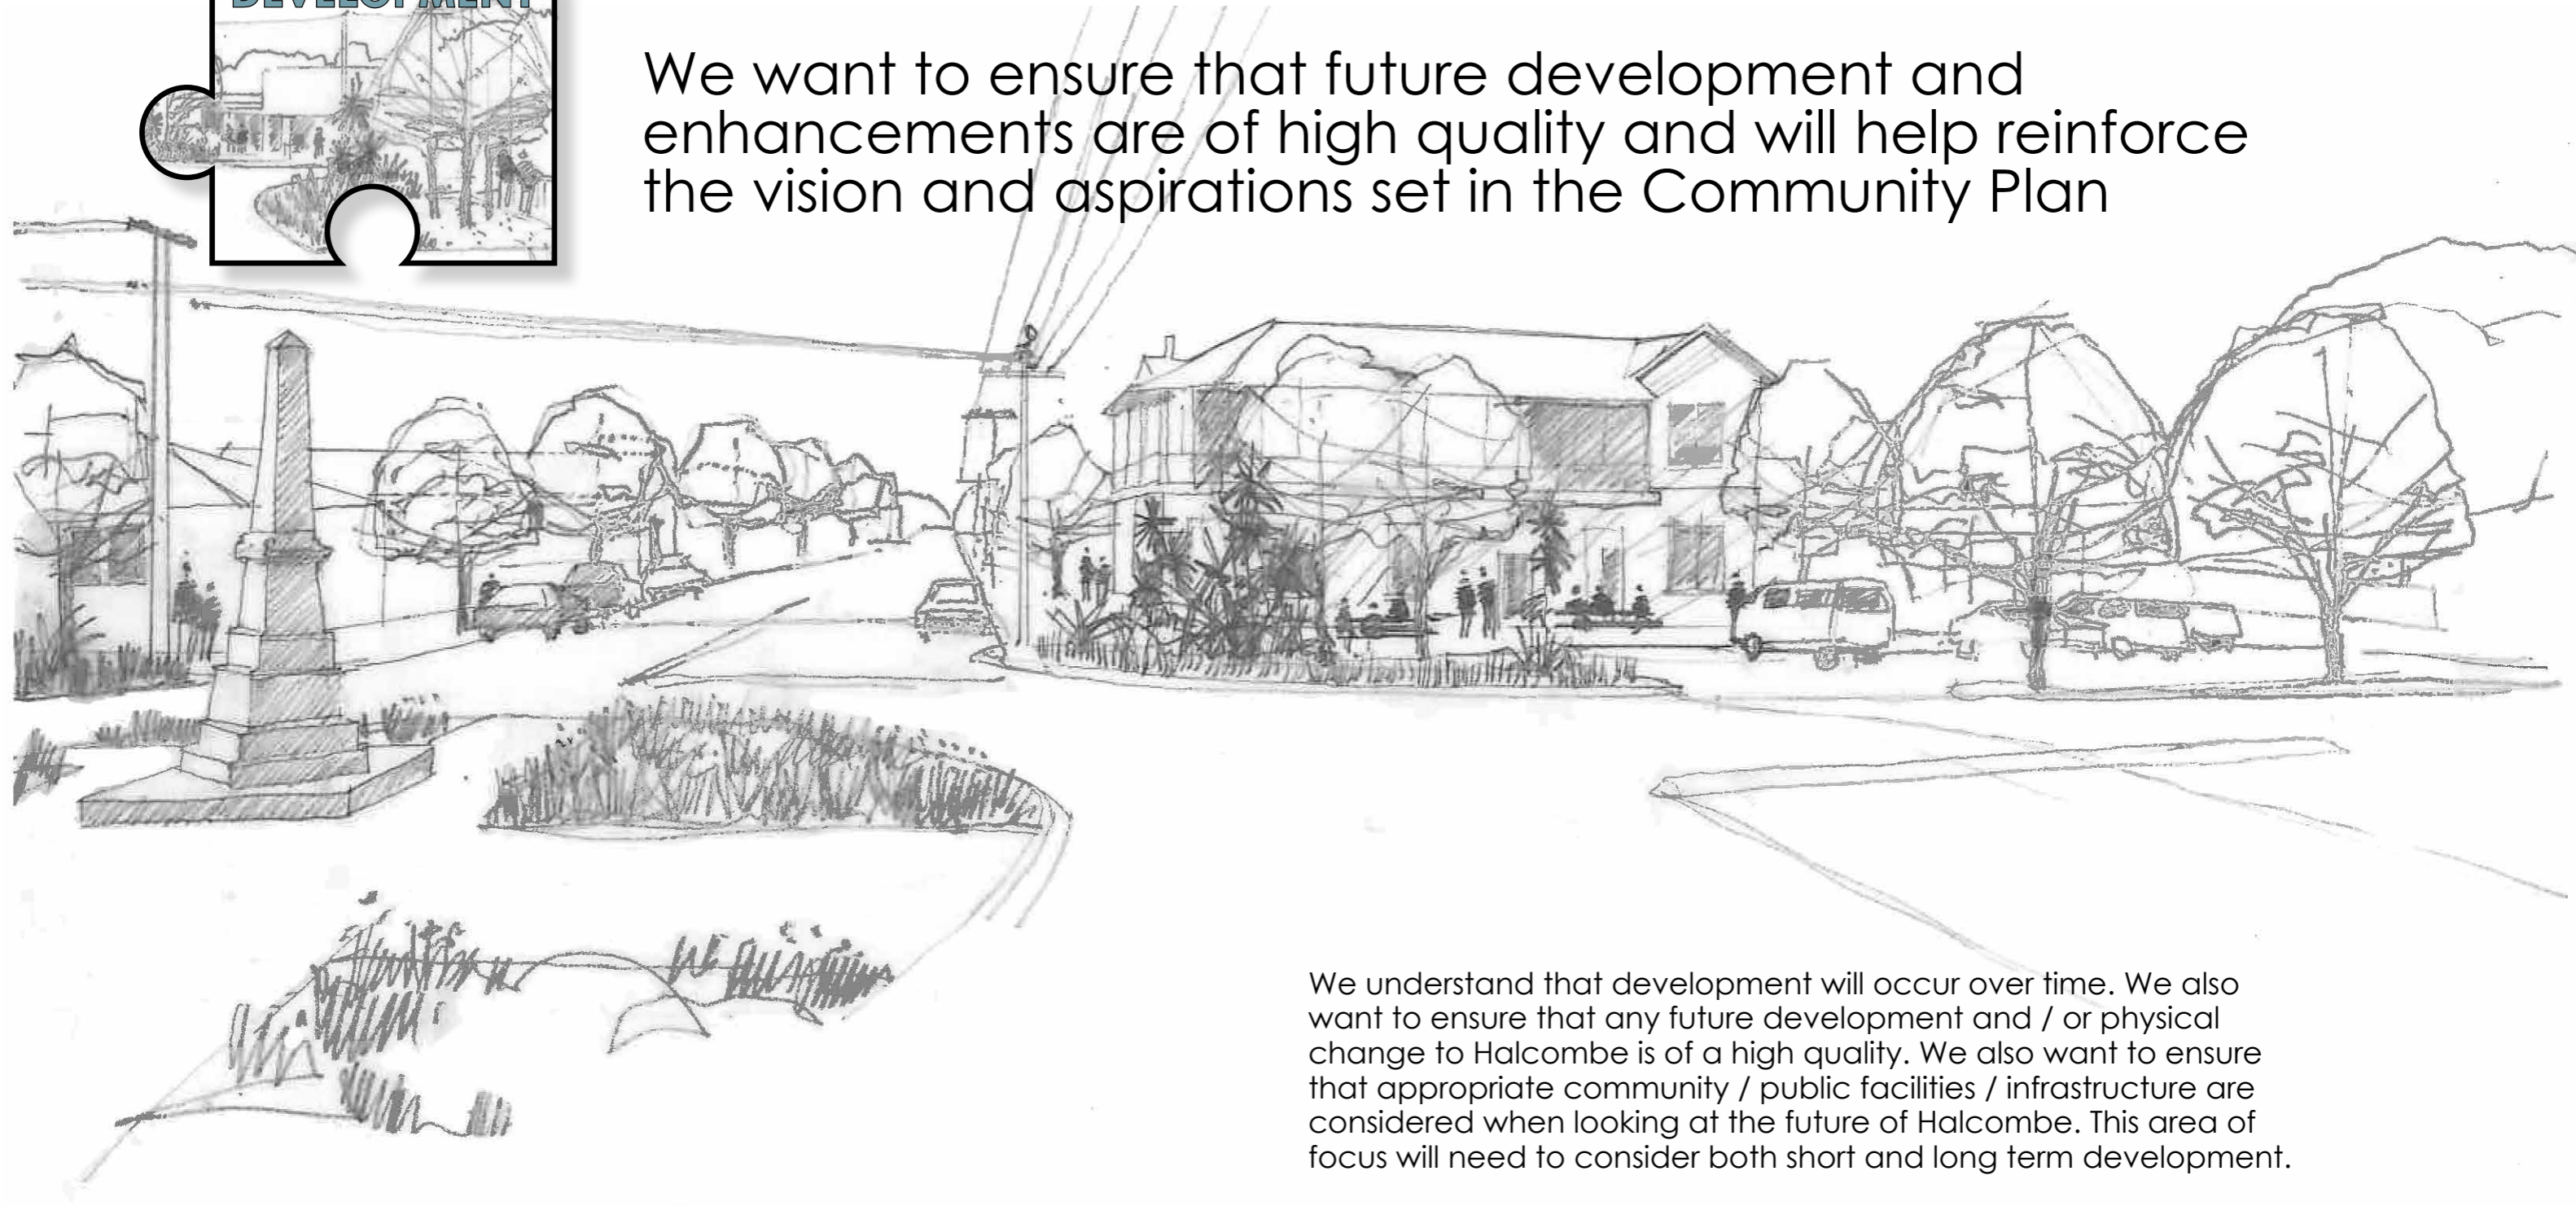 DEVELOPMENT
We want to ensure that future development and
enhancements are of high quality and will help reinforce
the vision and aspirations set in the Community Plan
We understand that development will occur over time. We also
want to ensure that any future development and / or physical
change to Halcombe is of a high quality. We also want to ensure
that appropriate community / public facilities / infrastructure are
considered when looking at the future of Halcombe. This area of
focus will need to consider both short and long term development.